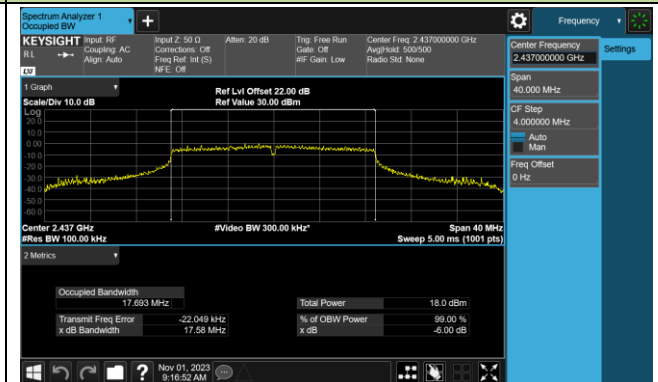 Spectrum Analyzer 1
Occupied BW
Frequency
KEYSIGHT
RL
LXI
Input: RF
Coupling: AC
Align: Auto
Input Z: 50 Ω
Corrections: Off
Freq Ref: Int (S)
NFE: Off
Atten: 20 dB
Trig: Free Run
Gate: Off
#IF Gain: Low
Center Freq: 2.437000000 GHz
Avg|Hold: 500/500
Radio Std: None
Center Frequency
2.437000000 GHz
Settings
Span
40.000 MHz
CF Step
4.000000 MHz
Auto
Man
Freq Offset
0 Hz
1 Graph
Scale/Div 10.0 dB
Ref Lvl Offset 22.00 dB
Ref Value 30.00 dBm
Log
20.0
10.0
0.00
-10.0
-20.0
-30.0
-40.0
-50.0
-60.0
Center 2.437 GHz
#Res BW 100.00 kHz
#Video BW 300.00 kHz*
Span 40 MHz
Sweep 5.00 ms (1001 pts)
2 Metrics
Occupied Bandwidth
17.693 MHz
Total Power 18.0 dBm
Transmit Freq Error -22.049 kHz
% of OBW Power 99.00 %
x dB Bandwidth 17.58 MHz
x dB -6.00 dB
?
Nov 01, 2023
9:16:52 AM